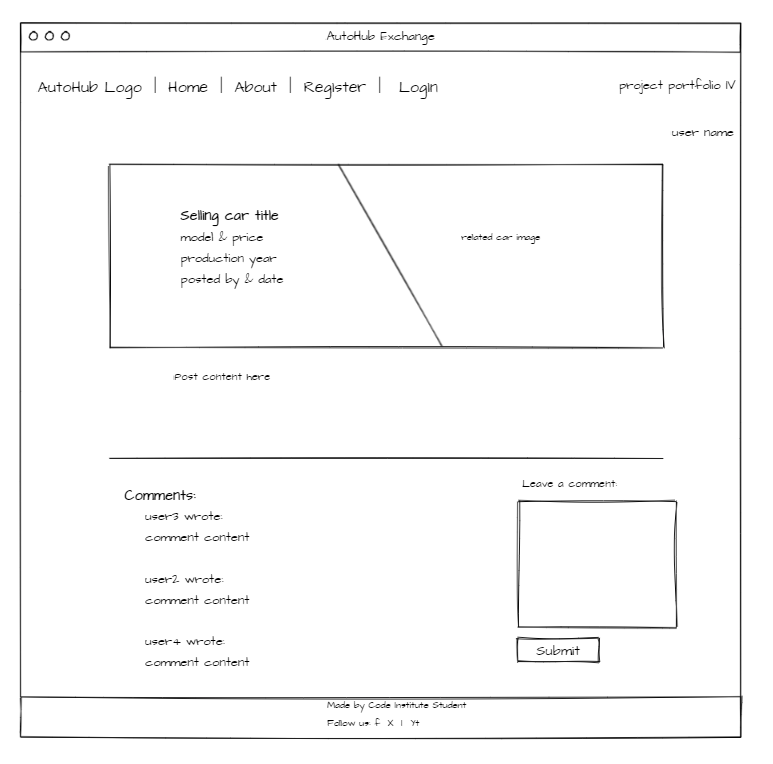 AutoHub Exchange
AutoHub Logo | Home | About | Register | Login
project portfolio IV
user name
Selling car title
model & price
production year
posted by & date
related car image
Post content here
Comments:
user3 wrote:
comment content
user2 wrote:
comment content
user4 wrote:
comment content
Leave a comment:
Submit
Made by Code Institute Student
Follow us: f X I Yt